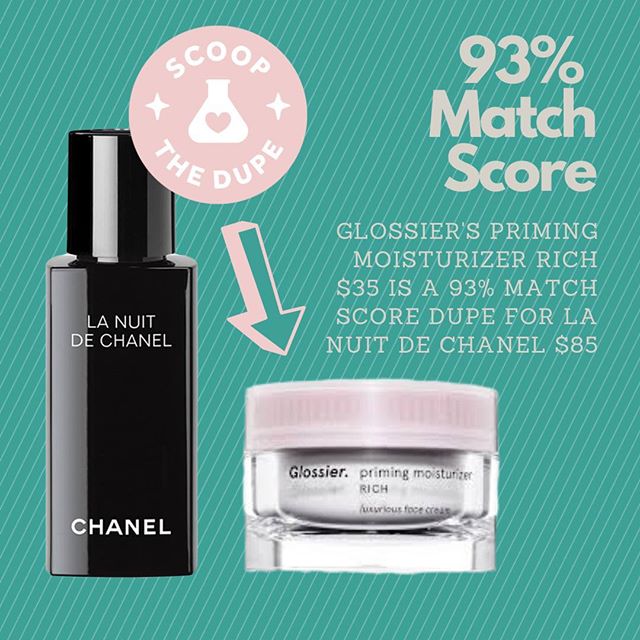 SCOOP
THE DUPE
93%
Match
Score
GLOSSIER'S PRIMING
MOISTURIZER RICH
$35 IS A 93% MATCH
SCORE DUPE FOR LA
NUIT DE CHANEL $85
LA NUIT
DE CHANEL
CHANEL
Glossier. priming moisturizer
RICH
luxurious face cream